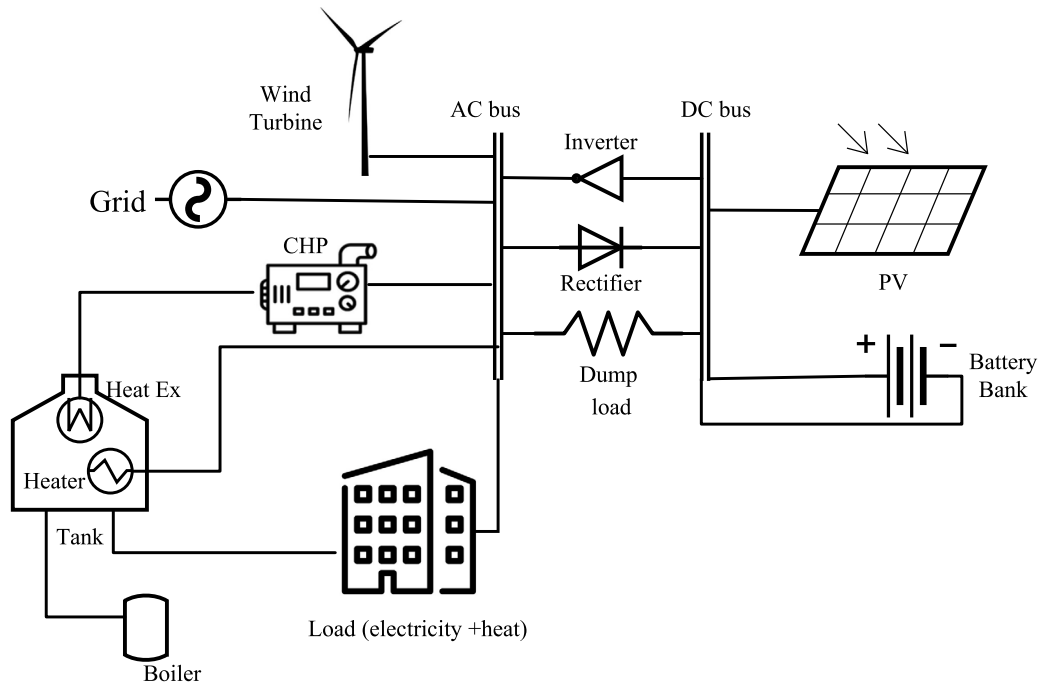 Wind
Turbine
AC bus
DC bus
Inverter
Grid
CHP
Rectifier
PV
Dump
load
+
−
Battery
Bank
Heat Ex
Heater
Tank
Load (electricity +heat)
Boiler